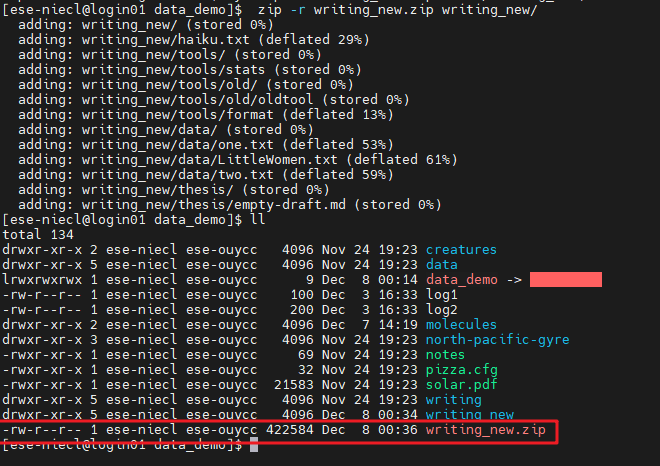 [ese-niecl@login01 data_demo]$  zip -r writing_new.zip writing_new/
  adding: writing_new/ (stored 0%)
  adding: writing_new/haiku.txt (deflated 29%)
  adding: writing_new/tools/ (stored 0%)
  adding: writing_new/tools/stats (stored 0%)
  adding: writing_new/tools/old/ (stored 0%)
  adding: writing_new/tools/old/oldtool (stored 0%)
  adding: writing_new/tools/format (deflated 13%)
  adding: writing_new/data/ (stored 0%)
  adding: writing_new/data/one.txt (deflated 53%)
  adding: writing_new/data/LittleWomen.txt (deflated 61%)
  adding: writing_new/data/two.txt (deflated 59%)
  adding: writing_new/thesis/ (stored 0%)
  adding: writing_new/thesis/empty-draft.md (stored 0%)
[ese-niecl@login01 data_demo]$ ll
total 134
drwxr-xr-x 2 ese-niecl ese-ouycc   4096 Nov 24 19:23 creatures
drwxr-xr-x 5 ese-niecl ese-ouycc   4096 Nov 24 19:23 data
lrwxrwxrwx 1 ese-niecl ese-ouycc      9 Dec  8 00:14 data_demo ->
-rw-r--r-- 1 ese-niecl ese-ouycc    100 Dec  3 16:33 log1
-rw-r--r-- 1 ese-niecl ese-ouycc    200 Dec  3 16:33 log2
drwxr-xr-x 2 ese-niecl ese-ouycc   4096 Dec  7 14:19 molecules
drwxr-xr-x 3 ese-niecl ese-ouycc   4096 Nov 24 19:23 north-pacific-gyre
-rwxr-xr-x 1 ese-niecl ese-ouycc     69 Nov 24 19:23 notes
-rwxr-xr-x 1 ese-niecl ese-ouycc     32 Nov 24 19:23 pizza.cfg
-rwxr-xr-x 1 ese-niecl ese-ouycc  21583 Nov 24 19:23 solar.pdf
drwxr-xr-x 5 ese-niecl ese-ouycc   4096 Nov 24 19:23 writing
drwxr-xr-x 5 ese-niecl ese-ouycc   4096 Dec  8 00:34 writing_new
-rw-r--r-- 1 ese-niecl ese-ouycc 422584 Dec  8 00:36 writing_new.zip
[ese-niecl@login01 data_demo]$